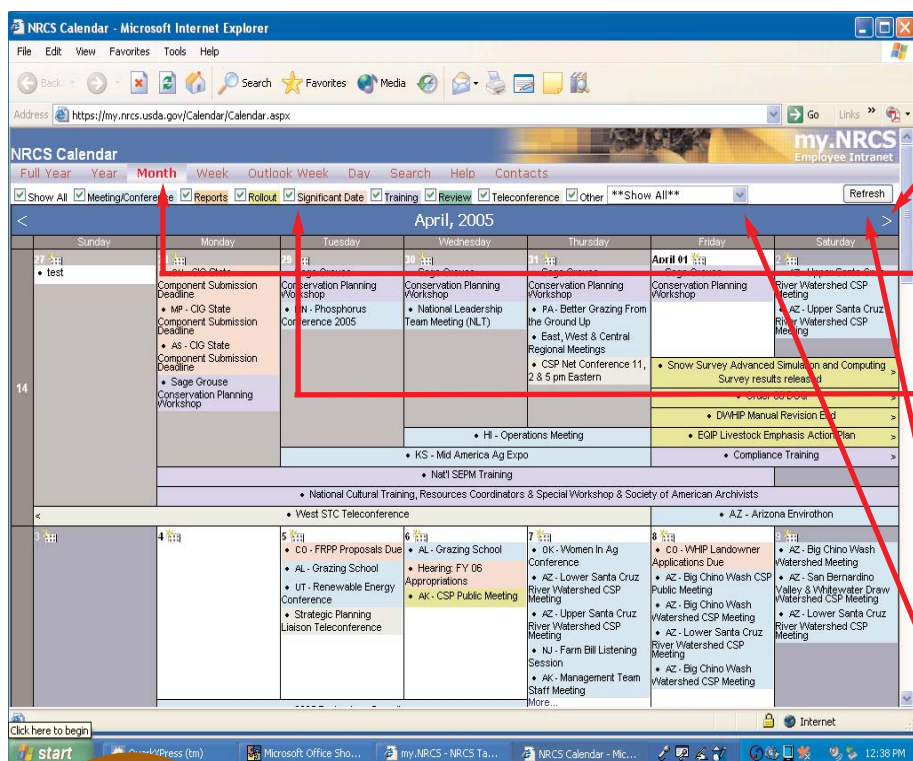 NRCS Calendar - Microsoft Internet Explorer
File Edit View Favorites Tools Help
Back Search Favorites Media
Address https://my.nrcs.usda.gov/Calendar/Calendar.aspx Go Links »
my.NRCS
NRCS Calendar Employee Intranet
Full Year Year Month Week Outlook Week Day Search Help Contacts
Show All Meeting/Conference Reports Rollout Significant Date Training Review Teleconference Other **Show All** Refresh
< April, 2005 >
Sunday Monday Tuesday Wednesday Thursday Friday Saturday
14
27
• test
CIG State
Component Submission
Deadline
• MP - CIG State
Component Submission
Deadline
• AS - CIG State
Component Submission
Deadline
• Sage Grouse
Conservation Planning
Workshop
29
Sage Grouse
Conservation Planning
Workshop
• MN - Phosphorus
Conference 2005
30
Sage Grouse
Conservation Planning
Workshop
• National Leadership
Team Meeting (NLT)
31
Sage Grouse
Conservation Planning
Workshop
• PA - Better Grazing From
the Ground Up
• East, West & Central
Regional Meetings
• CSP Net Conference 11,
2 & 5 pm Eastern
April 01
Sage Grouse
Conservation Planning
Workshop
2
AZ - Upper Santa Cruz
River Watershed CSP
Meeting
• AZ - Upper Santa Cruz
River Watershed CSP
Meeting
• Snow Survey Advanced Simulation and Computing
Survey results released »
»
• DWHIP Manual Revision End »
• HI - Operations Meeting
• EQIP Livestock Emphasis Action Plan »
• KS - Mid America Ag Expo
• Compliance Training »
• Nat'l SEPM Training
• National Cultural Training, Resources Coordinators & Special Workshop & Society of American Archivists
« • West STC Teleconference
• AZ - Arizona Envirothon
3
4
5
• CO - FRPP Proposals Due
• AL - Grazing School
• UT - Renewable Energy
Conference
• Strategic Planning
Liaison Teleconference
6
• AL - Grazing School
• Hearing: FY 06
Appropriations
• AK - CSP Public Meeting
7
• OK - Women In Ag
Conference
• AZ - Lower Santa Cruz
River Watershed CSP
Meeting
• AZ - Upper Santa Cruz
River Watershed CSP
Meeting
• NJ - Farm Bill Listening
Session
• AK - Management Team
Staff Meeting
More...
8
• CO - WHIP Landowner
Applications Due
• AZ - Big Chino Wash CSP
Public Meeting
• AZ - Big Chino Wash
Watershed CSP Meeting
• AZ - Lower Santa Cruz
River Watershed CSP
Meeting
• AZ - Big Chino Wash
Watershed CSP Meeting
9
• AZ - Big Chino Wash
Watershed Meeting
• AZ - San Bernardino
Valley & Whitewater Draw
Watershed CSP Meeting
• AZ - Lower Santa Cruz
River Watershed CSP
Meeting
Internet
Click here to begin
start QuarkXPress (tm) Microsoft Office Sho... my.NRCS - NRCS Ta... NRCS Calendar - Mic... 12:38 PM